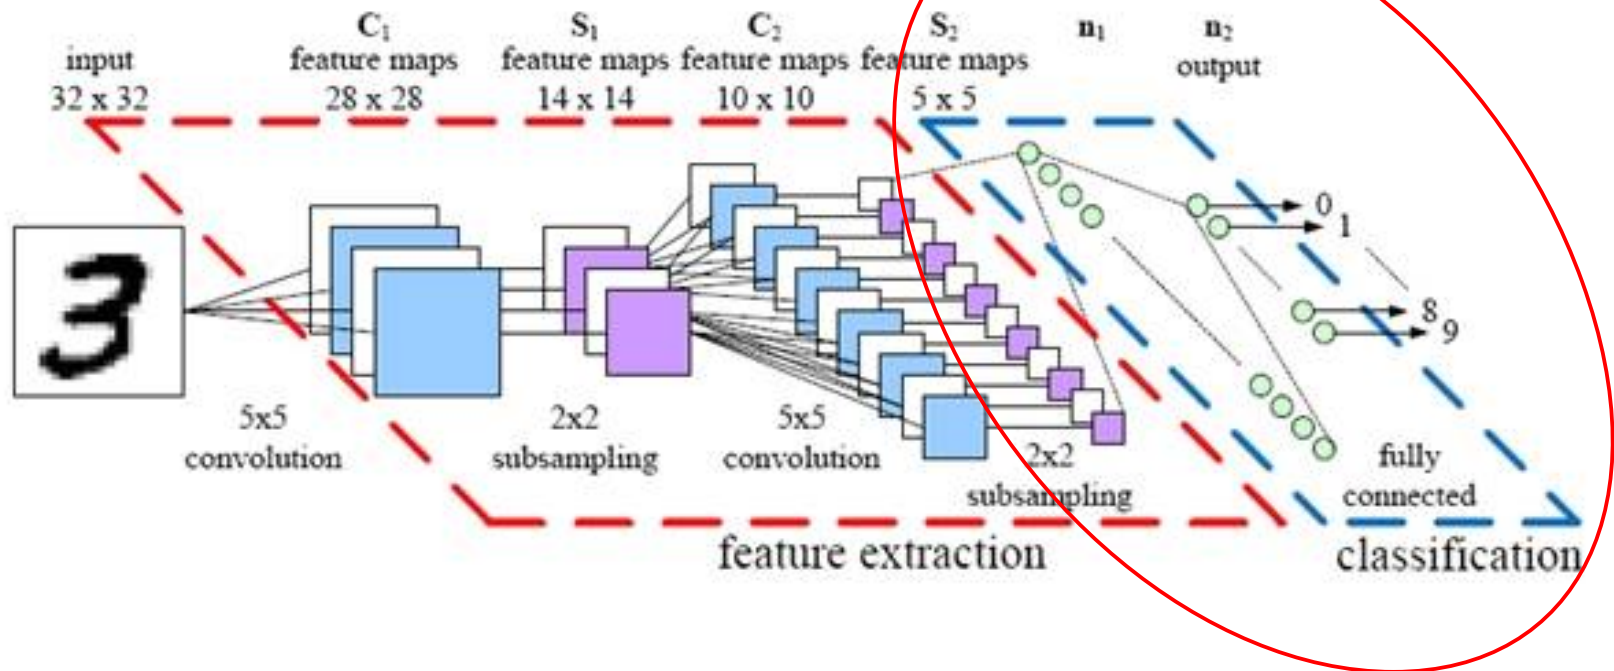 input
32 x 32
C₁
feature maps
28 x 28
S₁
feature maps
14 x 14
C₂
feature maps
10 x 10
S₂
feature maps
5 x 5
n₁
n₂
output
3
0
1
8
9
5x5
convolution
2x2
subsampling
5x5
convolution
2x2
subsampling
fully
connected
feature extraction
classification